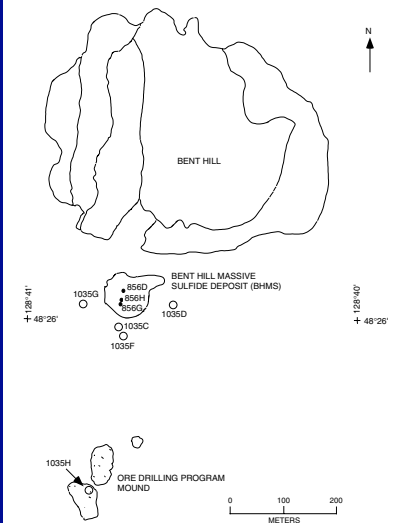 N
BENT HILL
BENT HILL MASSIVE
SULFIDE DEPOSIT (BHMS)
856D
856H
856G
1035G
1035D
1035C
1035F
128°41'
48°26'
128°40'
48°26'
1035H
ORE DRILLING PROGRAM
MOUND
0 100 200
METERS